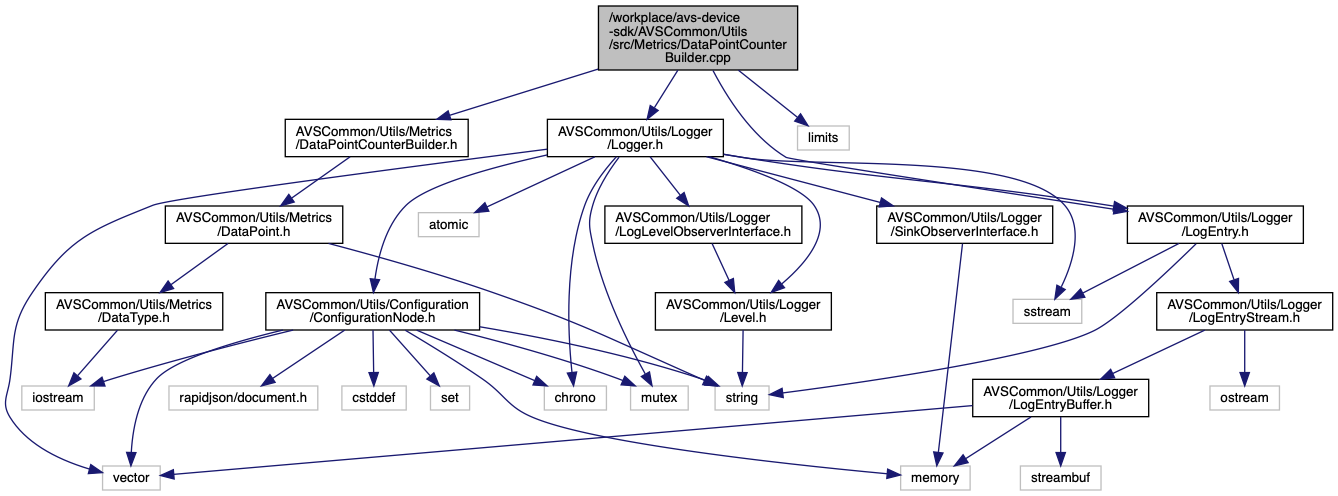 /workplace/avs-device
-sdk/AVSCommon/Utils
/src/Metrics/DataPointCounter
Builder.cpp
AVSCommon/Utils/Metrics
/DataPointCounterBuilder.h
AVSCommon/Utils/Logger
/Logger.h
limits
AVSCommon/Utils/Metrics
/DataPoint.h
atomic
AVSCommon/Utils/Logger
/LogLevelObserverInterface.h
AVSCommon/Utils/Logger
/SinkObserverInterface.h
AVSCommon/Utils/Logger
/LogEntry.h
AVSCommon/Utils/Metrics
/DataType.h
AVSCommon/Utils/Configuration
/ConfigurationNode.h
AVSCommon/Utils/Logger
/Level.h
sstream
AVSCommon/Utils/Logger
/LogEntryStream.h
iostream
rapidjson/document.h
cstddef
set
chrono
mutex
string
AVSCommon/Utils/Logger
/LogEntryBuffer.h
ostream
vector
memory
streambuf